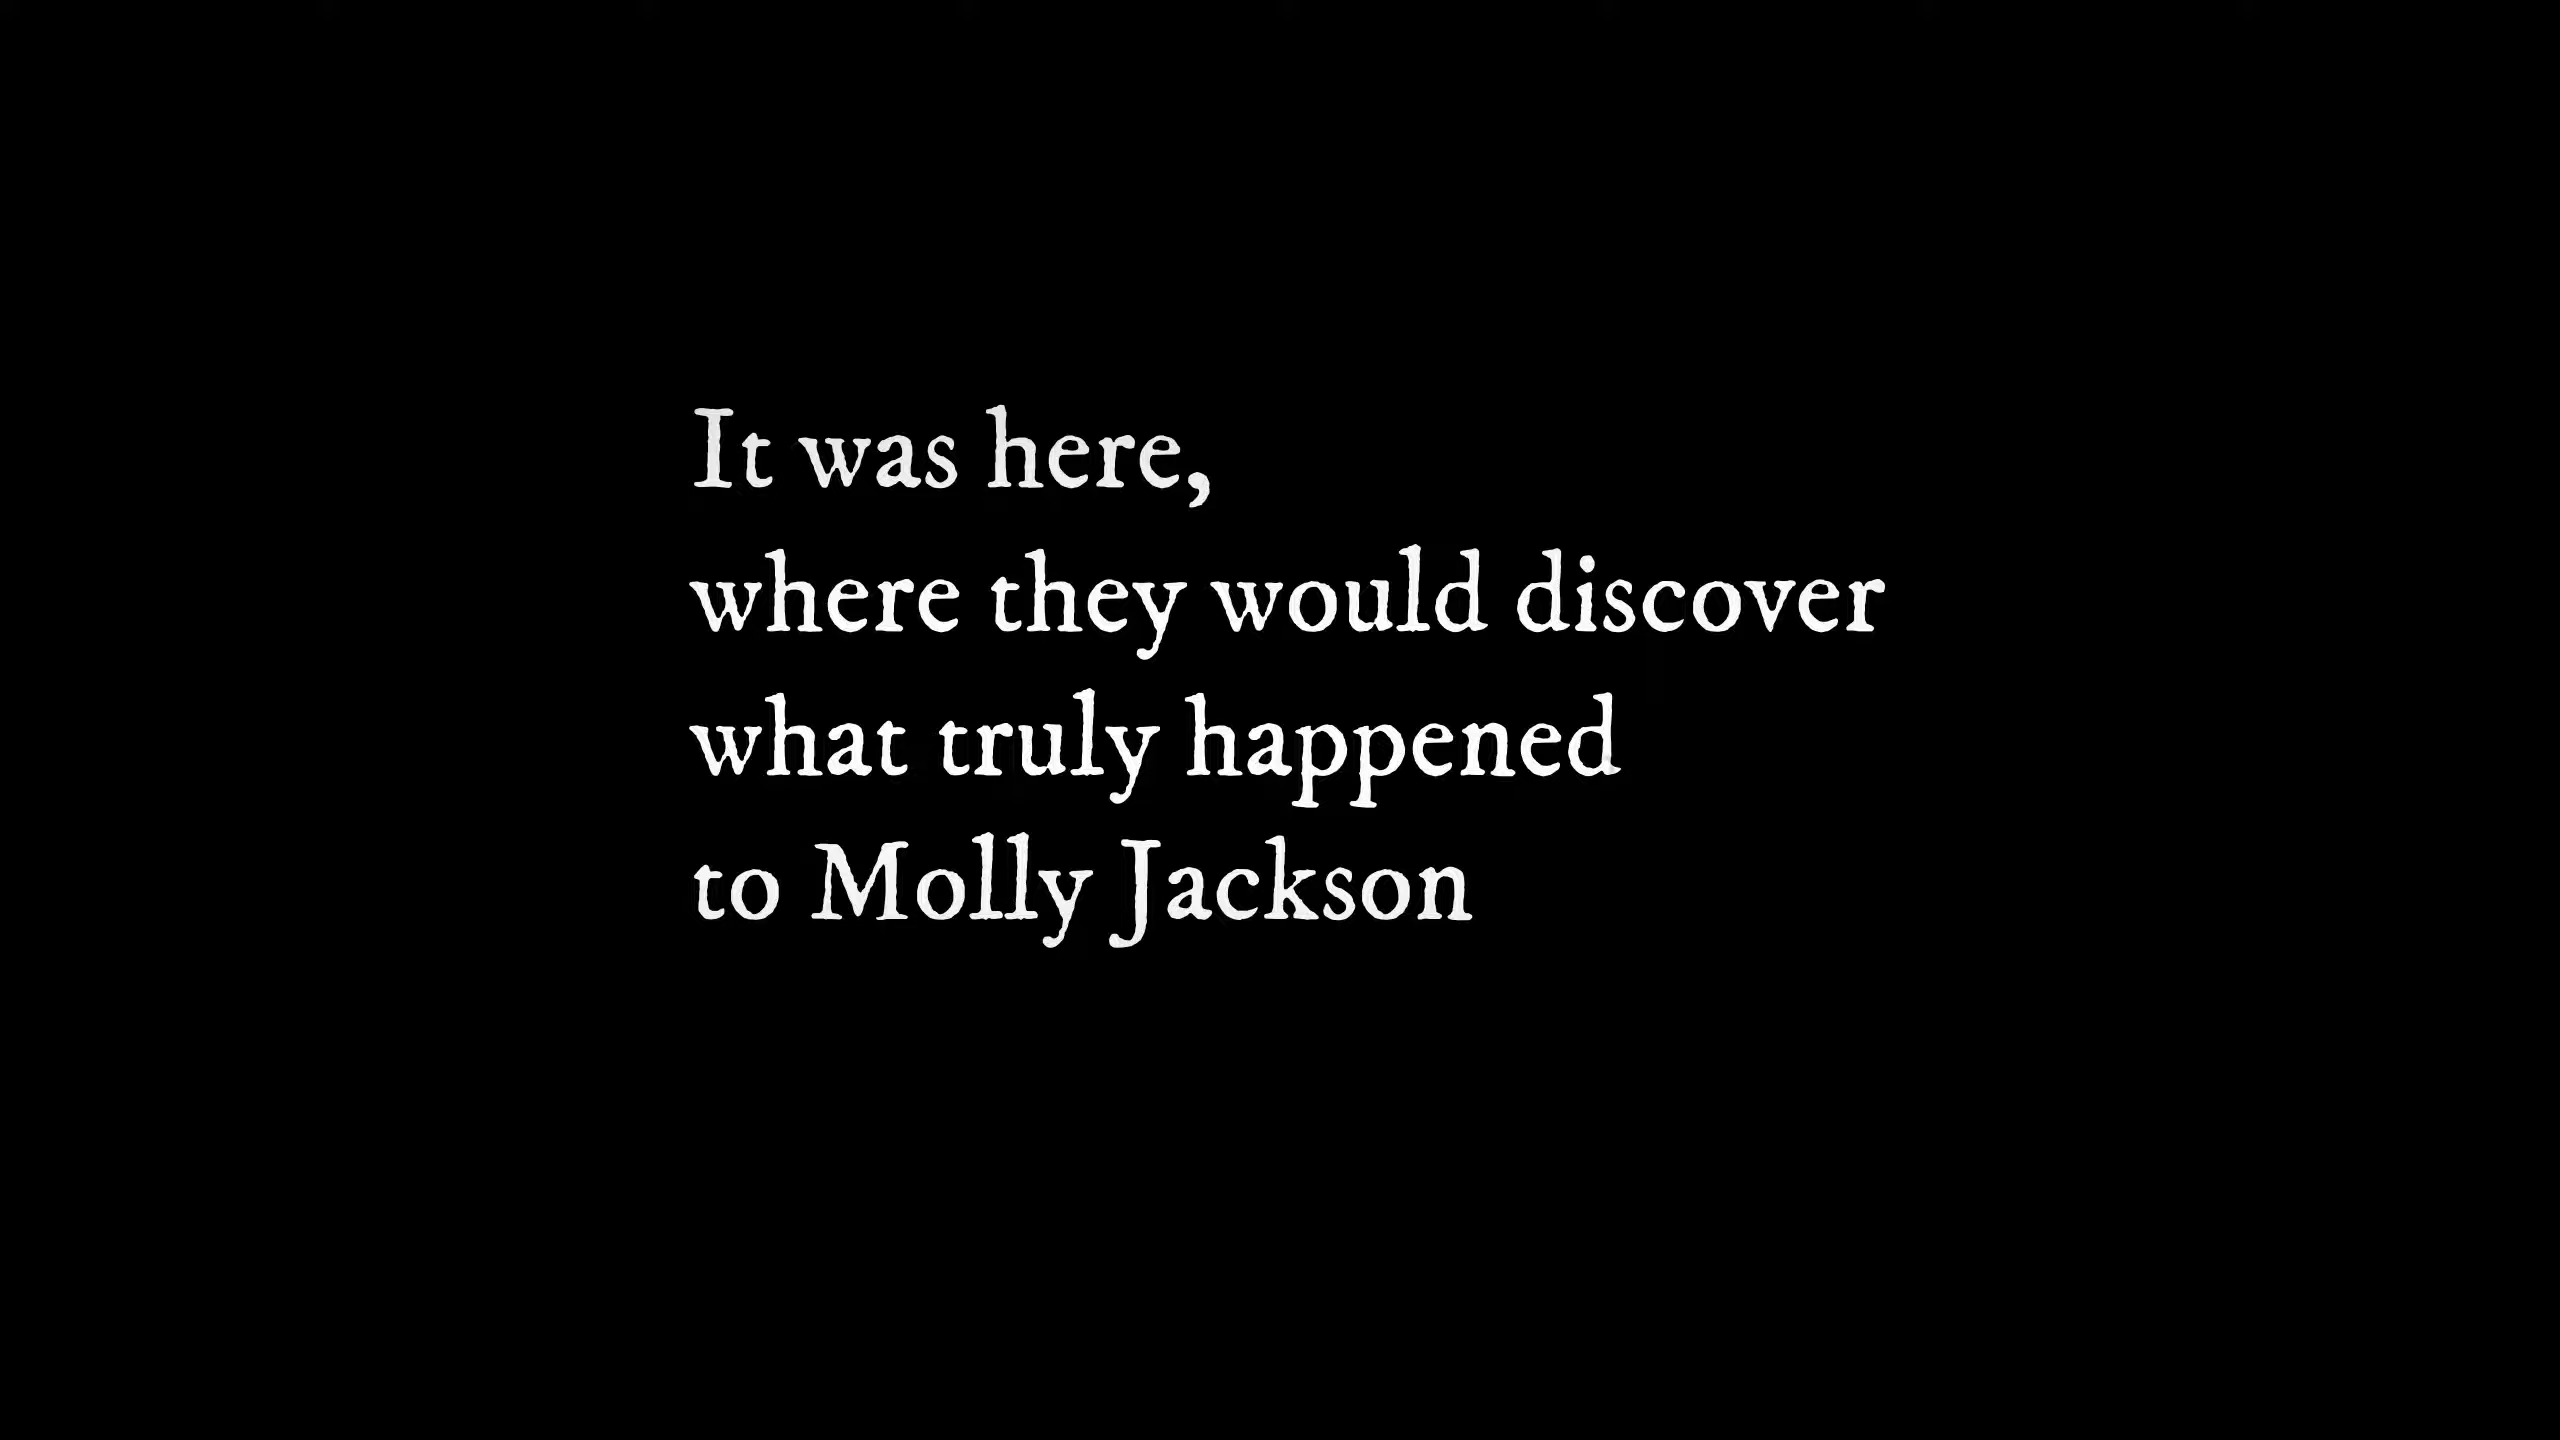 It was here,
where they would discover
what truly happened
to Molly Jackson